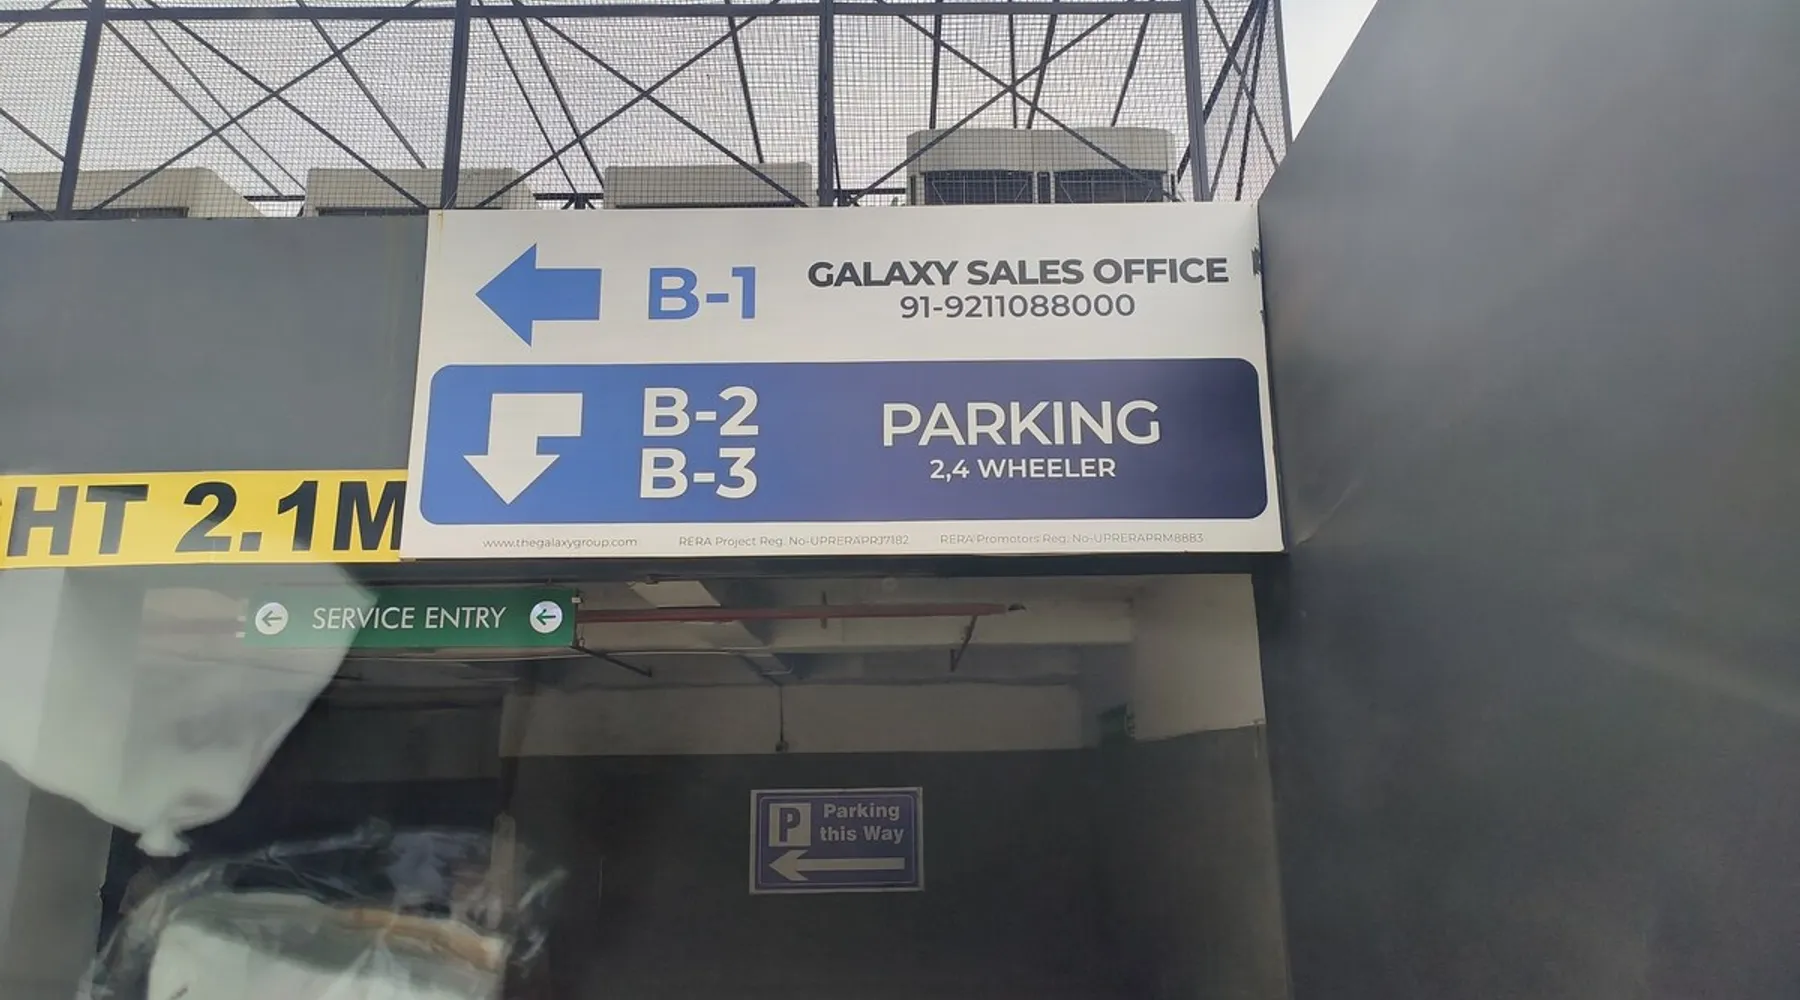 B-1
GALAXY SALES OFFICE
91-9211088000
B-2
B-3
PARKING
2,4 WHEELER
HT 2.1M
www.thegalaxygroup.com RERA Project Reg. No-UPRERAPRJ7182 RERA Promotors Reg. No-UPRERAPRM8883
SERVICE ENTRY
P
Parking
this Way